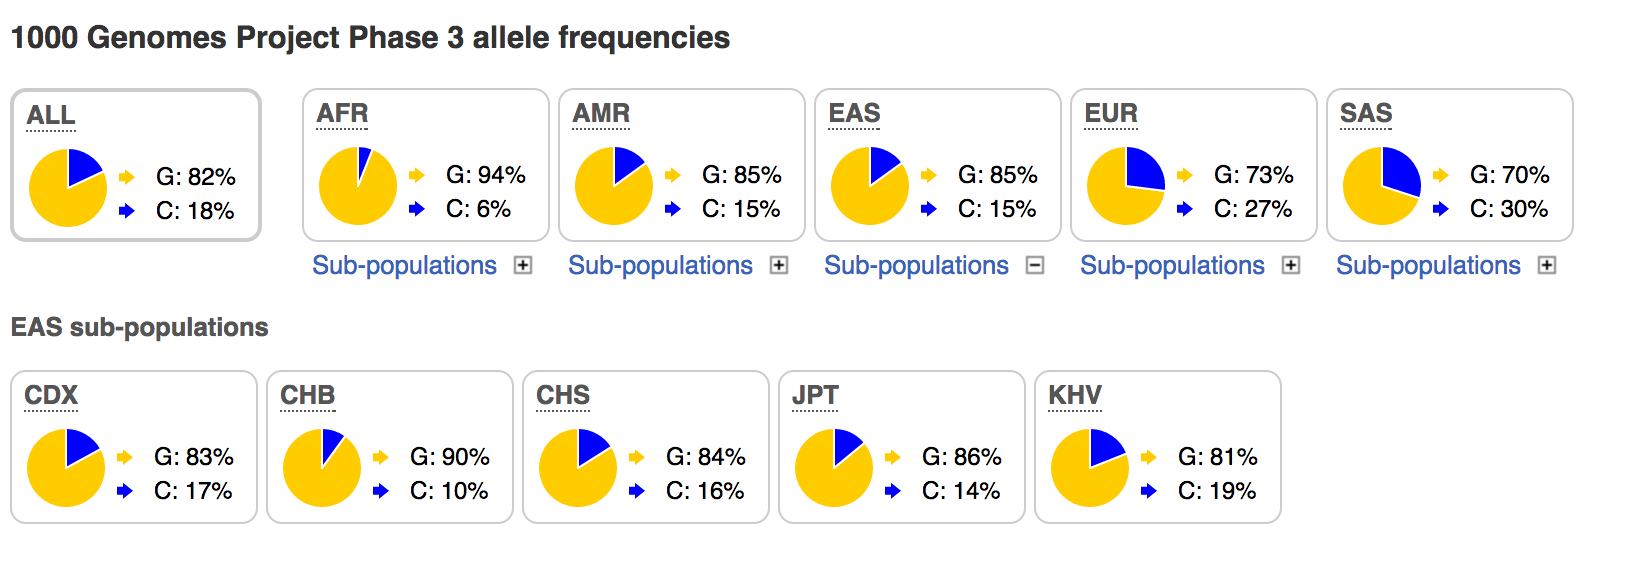 1000 Genomes Project Phase 3 allele frequencies
ALL
G: 82%
C: 18%
AFR
G: 94%
C: 6%
Sub-populations
AMR
G: 85%
C: 15%
Sub-populations
EAS
G: 85%
C: 15%
Sub-populations
EUR
G: 73%
C: 27%
Sub-populations
SAS
G: 70%
C: 30%
Sub-populations
EAS sub-populations
CDX
G: 83%
C: 17%
CHB
G: 90%
C: 10%
CHS
G: 84%
C: 16%
JPT
G: 86%
C: 14%
KHV
G: 81%
C: 19%